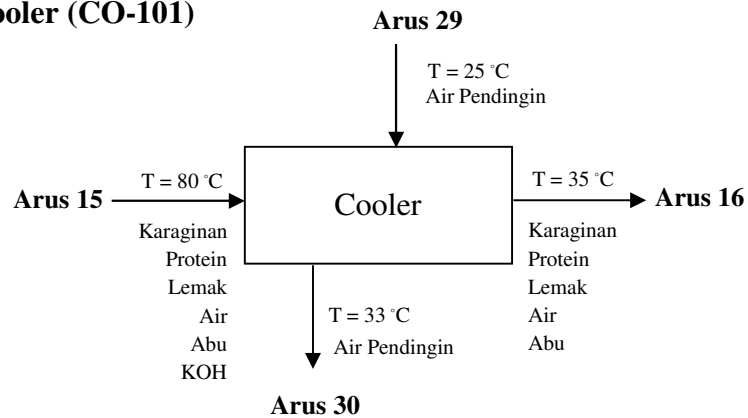 ooler (CO-101)
Arus 29
T = 25 °C
Air Pendingin
Arus 15
T = 80 °C
Cooler
T = 35 °C
Arus 16
Karaginan
Protein
Lemak
Air
Abu
KOH
Karaginan
Protein
Lemak
Air
Abu
T = 33 °C
Air Pendingin
Arus 30